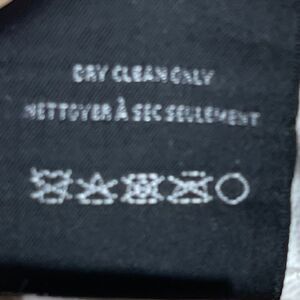 DRY CLEAN ONLY
NETTOYER À SEC SEULEMENT